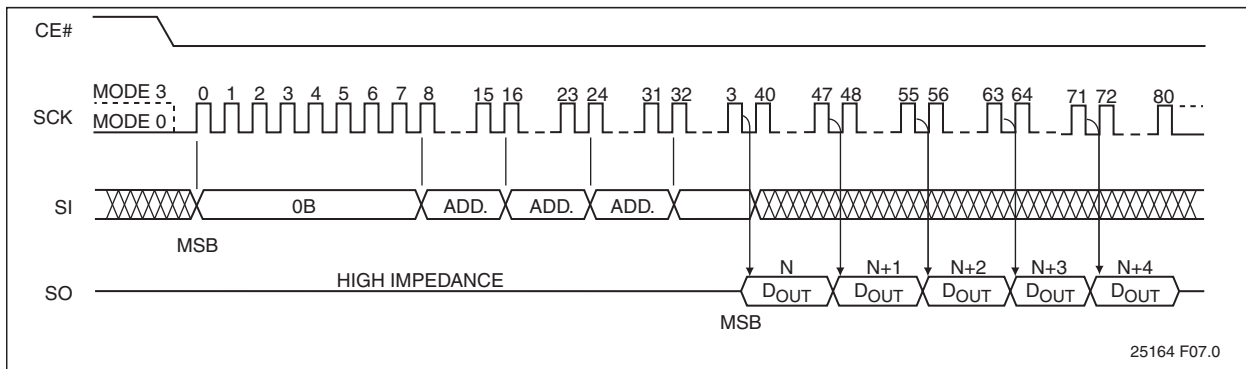 CE#
MODE 3
0 1 2 3 4 5 6 7 8 15 16 23 24 31 32 3 40 47 48 55 56 63 64 71 72 80
SCK
MODE 0
SI
0B
ADD.
ADD.
ADD.
MSB
HIGH IMPEDANCE
N
N+1
N+2
N+3
N+4
SO
DOUT
DOUT
DOUT
DOUT
DOUT
MSB
25164 F07.0